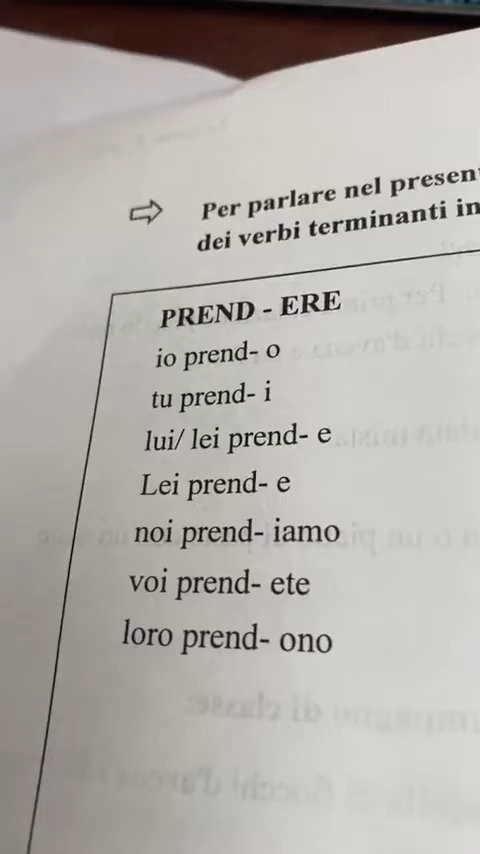 ⇨ Per parlare nel
dei verbi terminanti in
PREND - ERE
io prend- o
tu prend- i
lui/ lei prend- e
Lei prend- e
noi prend- iamo
voi prend- ete
loro prend- ono